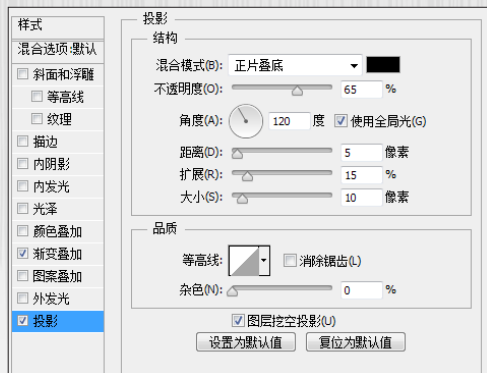 样式
混合选项:默认
斜面和浮雕
等高线
纹理
描边
内阴影
内发光
光泽
颜色叠加
渐变叠加
图案叠加
外发光
投影
投影
结构
混合模式(B): 正片叠底
不透明度(O): 65 %
角度(A): 120 度 使用全局光(G)
距离(D): 5 像素
扩展(R): 15 %
大小(S): 10 像素
品质
等高线: 消除锯齿(L)
杂色(N): 0 %
图层挖空投影(U)
设置为默认值 复位为默认值